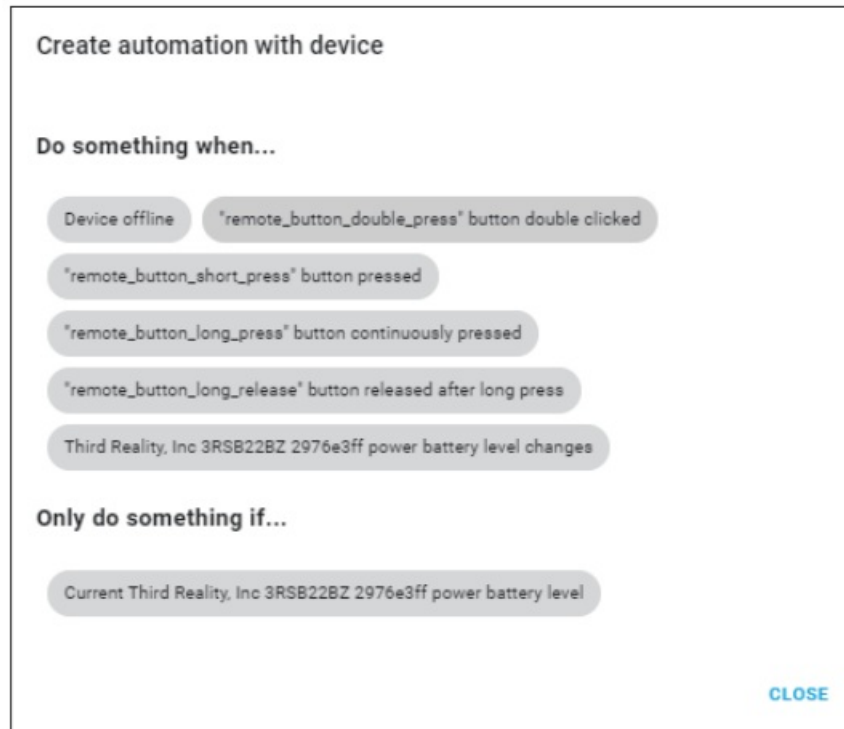 Create automation with device
Do something when...
Device offline "remote_button_double_press" button double clicked
"remote_button_short_press" button pressed
"remote_button_long_press" button continuously pressed
"remote_button_long_release" button released after long press
Third Reality, Inc 3RSB22BZ 2976e3ff power battery level changes
Only do something if...
Current Third Reality, Inc 3RSB22BZ 2976e3ff power battery level
CLOSE